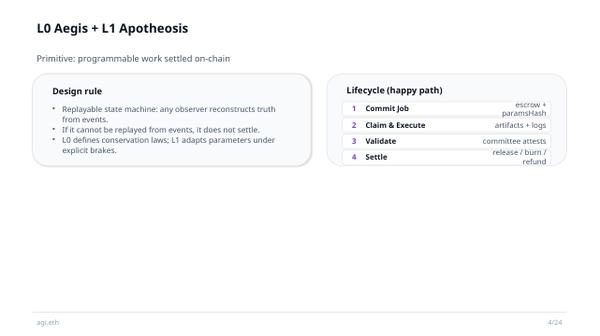 L0 Aegis + L1 Apotheosis
Primitive: programmable work settled on-chain
Design rule
• Replayable state machine: any observer reconstructs truth
from events.
• If it cannot be replayed from events, it does not settle.
• L0 defines conservation laws; L1 adapts parameters under
explicit brakes.
Lifecycle (happy path)
1 Commit Job escrow +
paramsHash
2 Claim & Execute artifacts + logs
3 Validate committee attests
4 Settle release / burn /
refund
agi.eth
4/24